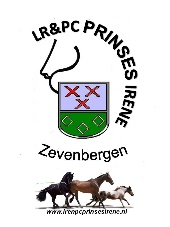 LR&PC PRINSES IRENE
Zevenbergen
www.lrenpcprinsesirene.nl